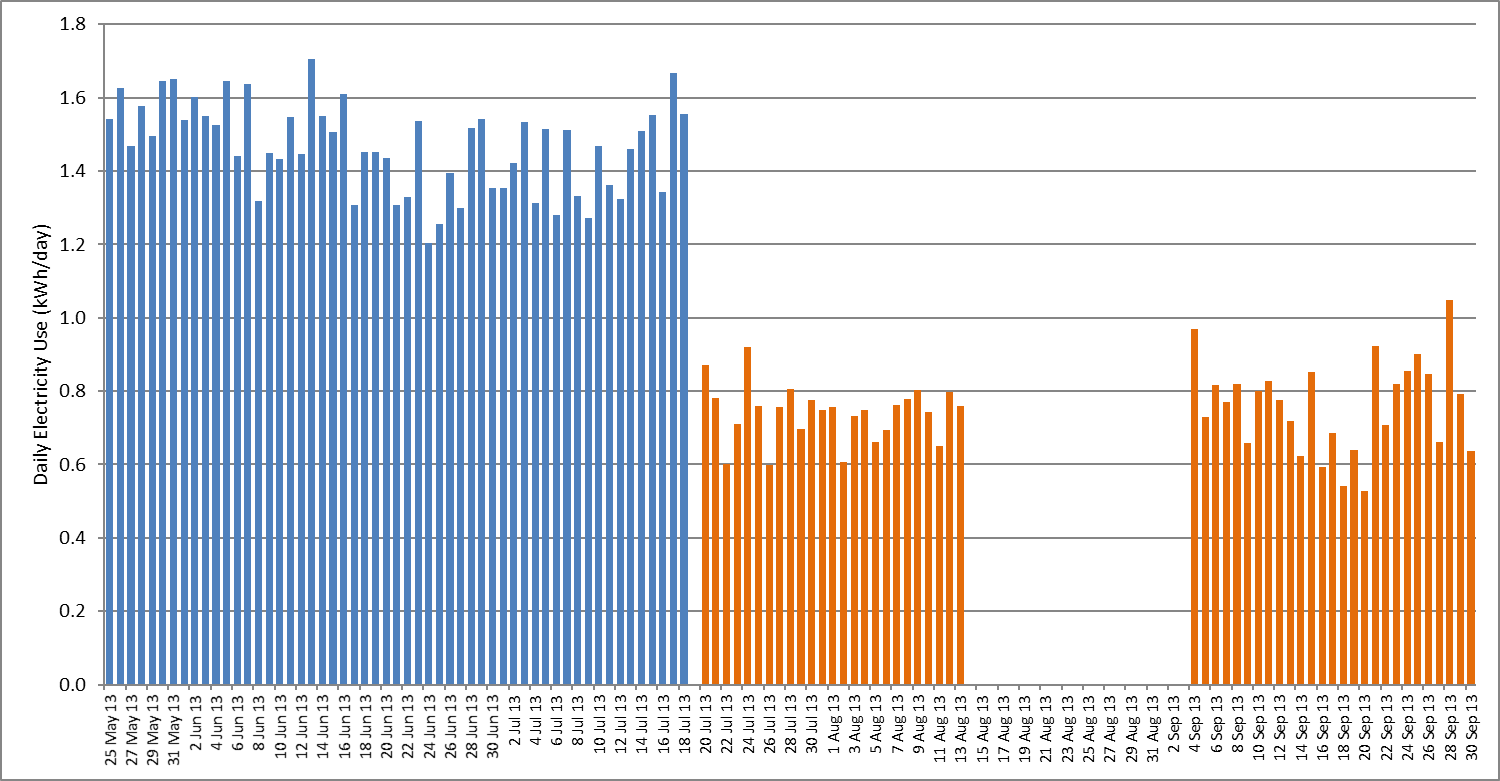 Daily Electricity Use (kWh/day)
1.8
1.6
1.4
1.2
1.0
0.8
0.6
0.4
0.2
0.0
25 May 13
27 May 13
29 May 13
31 May 13
2 Jun 13
4 Jun 13
6 Jun 13
8 Jun 13
10 Jun 13
12 Jun 13
14 Jun 13
16 Jun 13
18 Jun 13
20 Jun 13
22 Jun 13
24 Jun 13
26 Jun 13
28 Jun 13
30 Jun 13
2 Jul 13
4 Jul 13
6 Jul 13
8 Jul 13
10 Jul 13
12 Jul 13
14 Jul 13
16 Jul 13
18 Jul 13
20 Jul 13
22 Jul 13
24 Jul 13
26 Jul 13
28 Jul 13
30 Jul 13
1 Aug 13
3 Aug 13
5 Aug 13
7 Aug 13
9 Aug 13
11 Aug 13
13 Aug 13
15 Aug 13
17 Aug 13
19 Aug 13
21 Aug 13
23 Aug 13
25 Aug 13
27 Aug 13
29 Aug 13
31 Aug 13
2 Sep 13
4 Sep 13
6 Sep 13
8 Sep 13
10 Sep 13
12 Sep 13
14 Sep 13
16 Sep 13
18 Sep 13
20 Sep 13
22 Sep 13
24 Sep 13
26 Sep 13
28 Sep 13
30 Sep 13